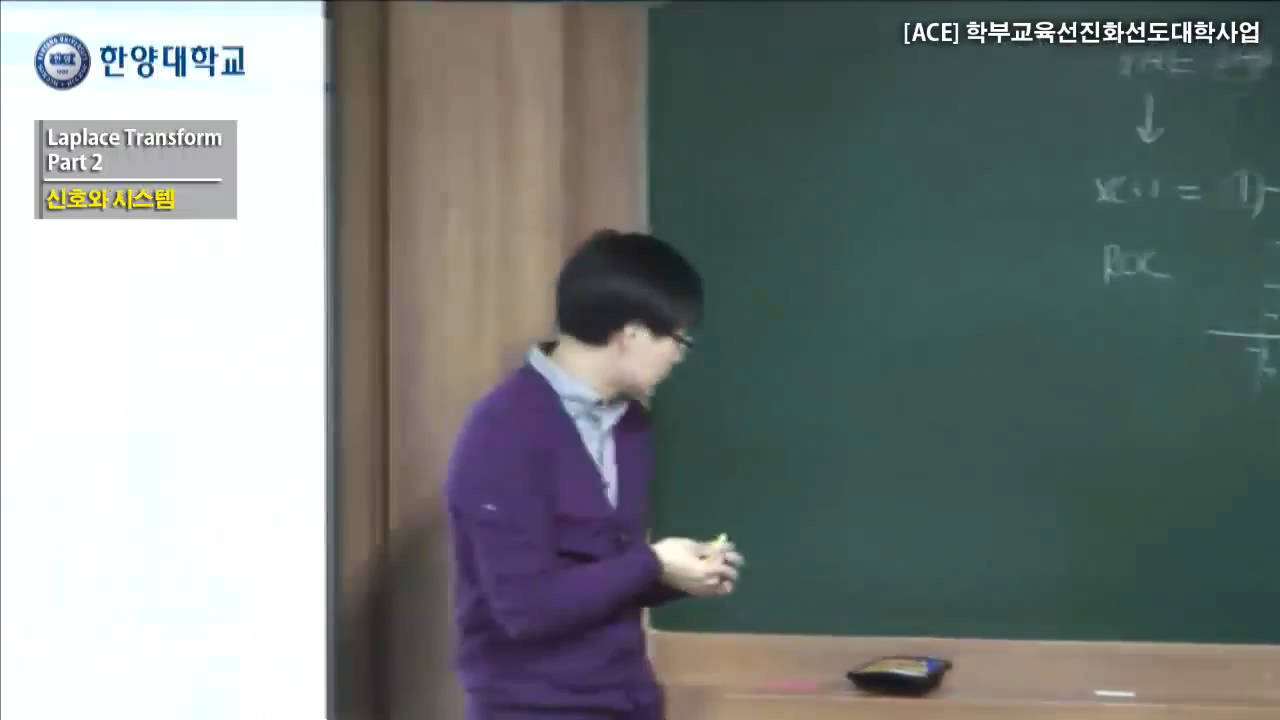 한양대학교
[ACE] 학부교육선진화선도대학사업
Laplace Transform
Part 2
신호와 시스템
ROC